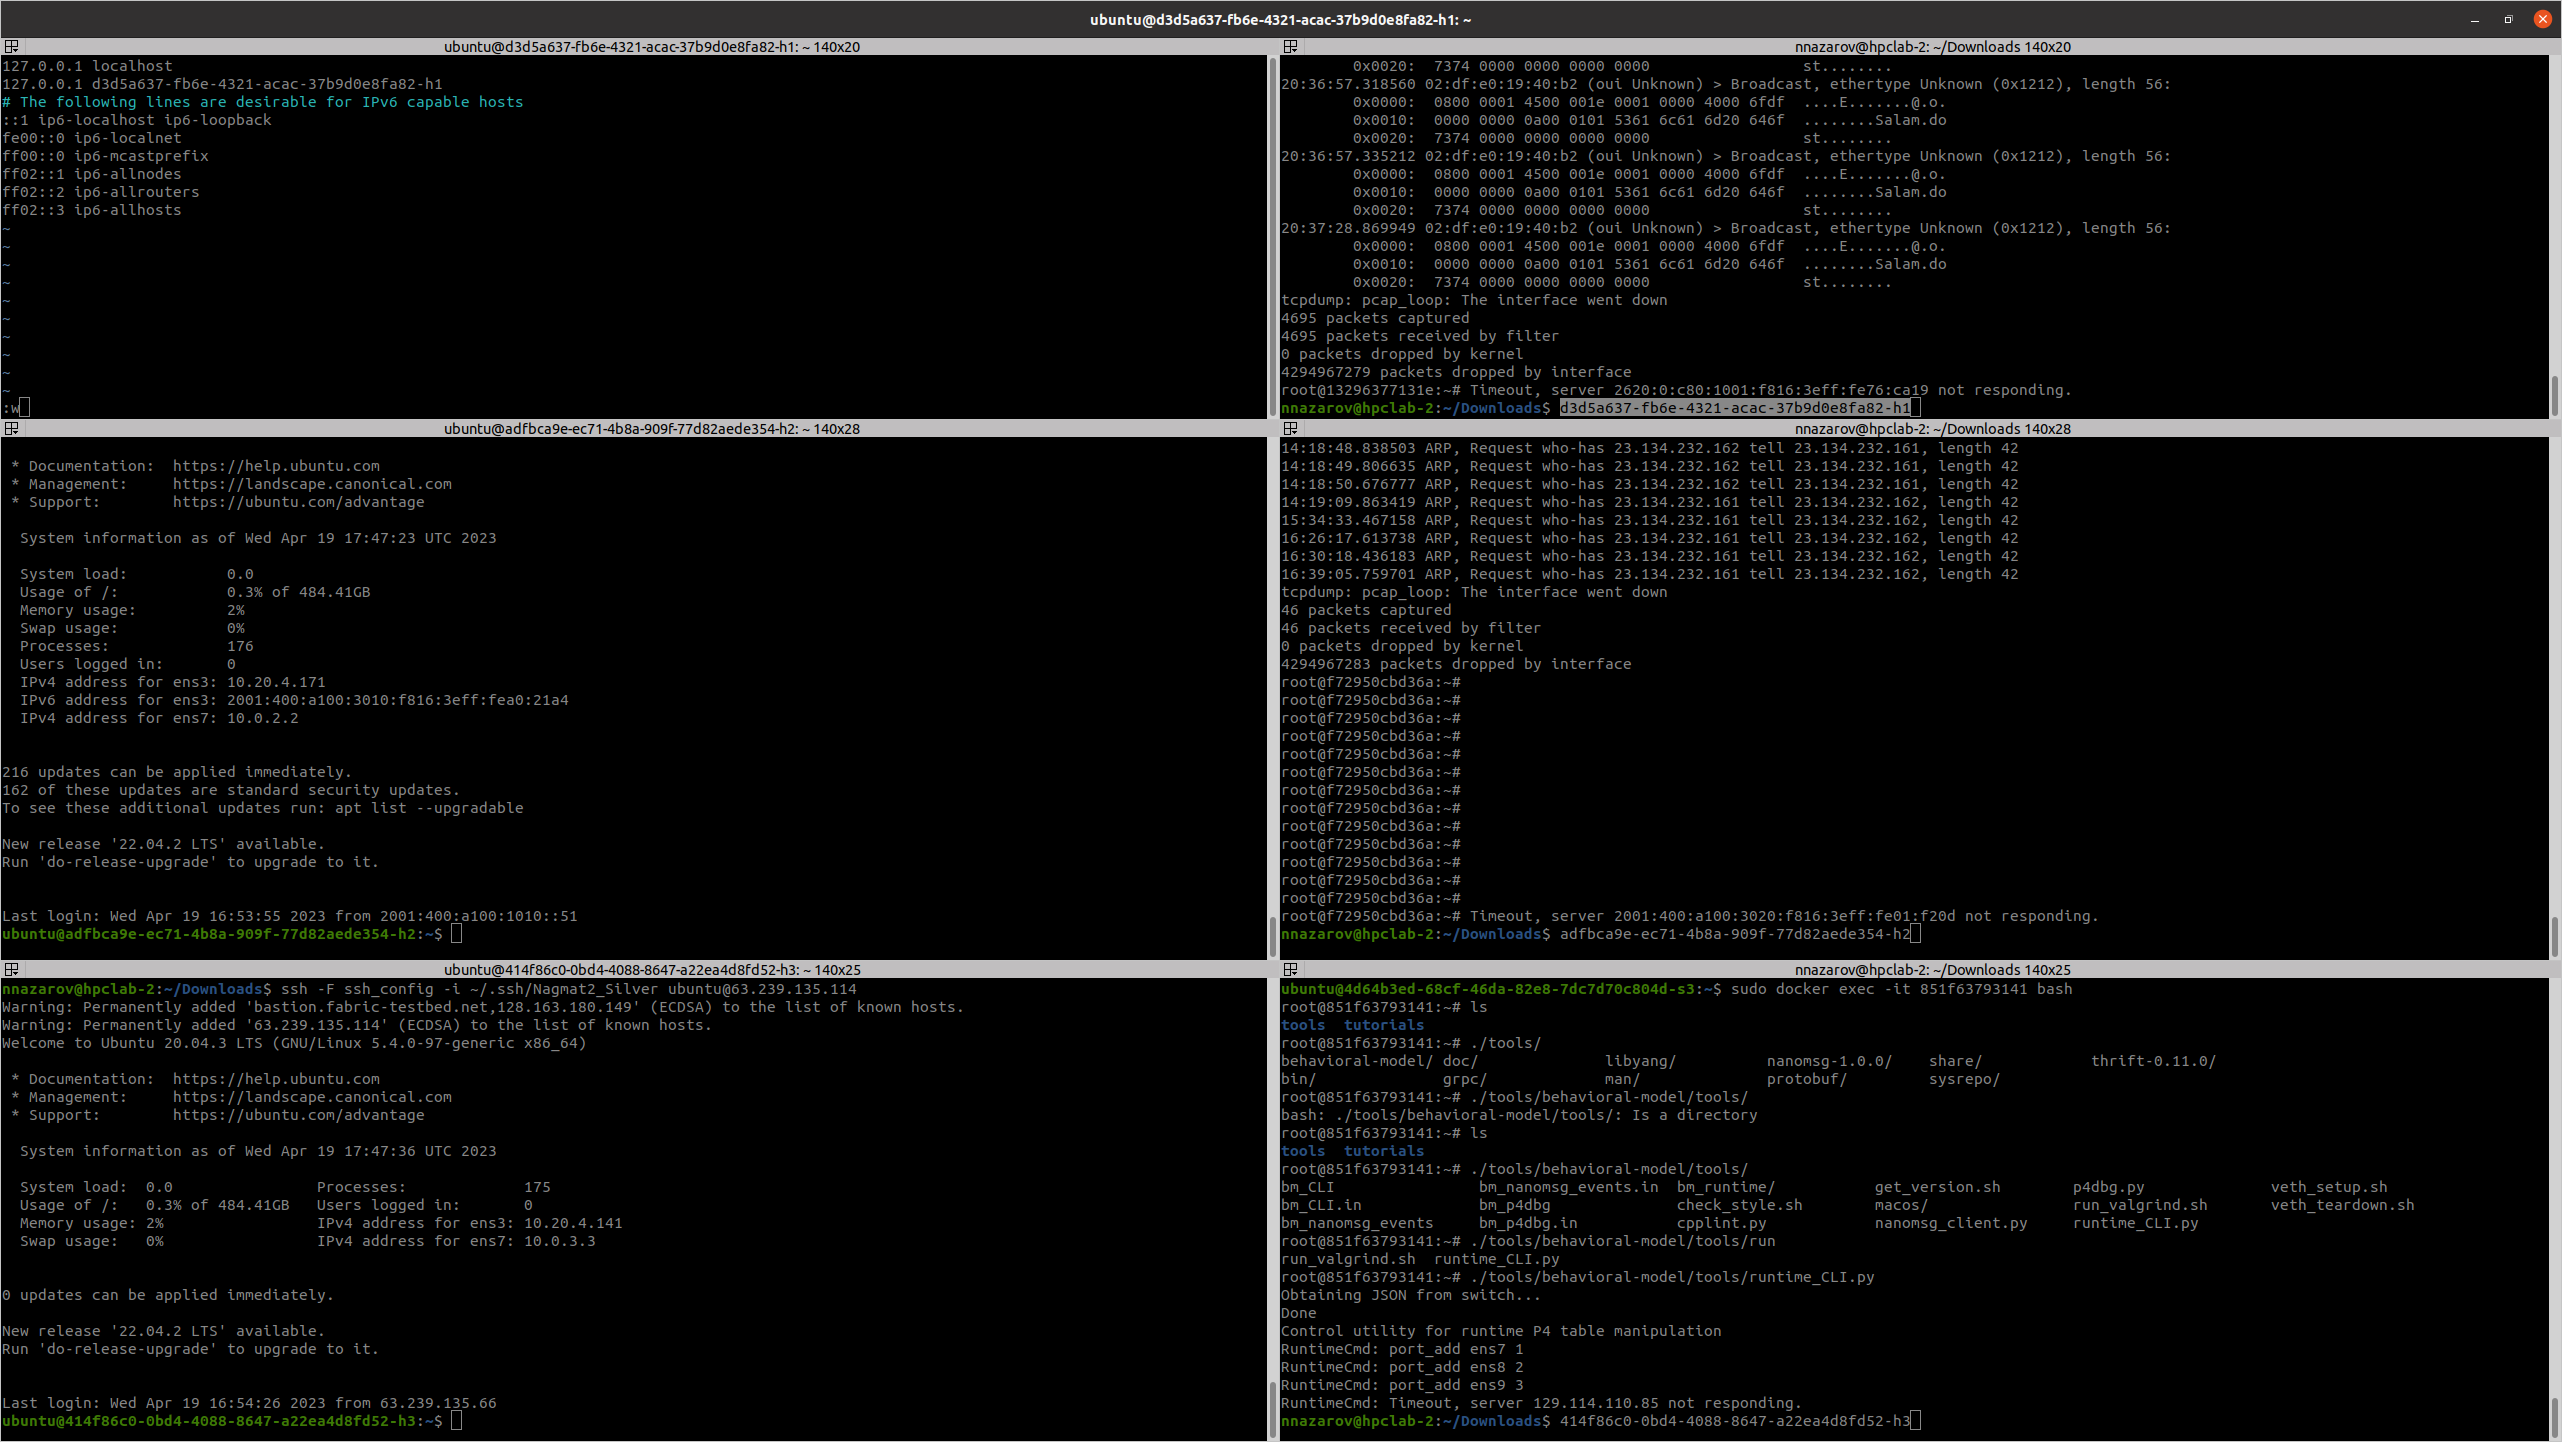 ubuntu@d3d5a637-fb6e-4321-acac-37b9d0e8fa82-h1: ~
ubuntu@d3d5a637-fb6e-4321-acac-37b9d0e8fa82-h1: ~ 140x20
127.0.0.1 localhost
127.0.0.1 d3d5a637-fb6e-4321-acac-37b9d0e8fa82-h1
# The following lines are desirable for IPv6 capable hosts
::1 ip6-localhost ip6-loopback
fe00::0 ip6-localnet
ff00::0 ip6-mcastprefix
ff02::1 ip6-allnodes
ff02::2 ip6-allrouters
ff02::3 ip6-allhosts
~
~
~
~
~
~
~
~
~
~
:w
nnazarov@hpclab-2: ~/Downloads 140x20
0x0020:  7374 0000 0000 0000 0000                 st........
20:36:57.318560 02:df:e0:19:40:b2 (oui Unknown) > Broadcast, ethertype Unknown (0x1212), length 56:
0x0000:  0800 0001 4500 001e 0001 0000 4000 6fdf  ....E.......@.o.
0x0010:  0000 0000 0a00 0101 5361 6c61 6d20 646f  ........Salam.do
0x0020:  7374 0000 0000 0000 0000                 st........
20:36:57.335212 02:df:e0:19:40:b2 (oui Unknown) > Broadcast, ethertype Unknown (0x1212), length 56:
0x0000:  0800 0001 4500 001e 0001 0000 4000 6fdf  ....E.......@.o.
0x0010:  0000 0000 0a00 0101 5361 6c61 6d20 646f  ........Salam.do
0x0020:  7374 0000 0000 0000 0000                 st........
20:37:28.869949 02:df:e0:19:40:b2 (oui Unknown) > Broadcast, ethertype Unknown (0x1212), length 56:
0x0000:  0800 0001 4500 001e 0001 0000 4000 6fdf  ....E.......@.o.
0x0010:  0000 0000 0a00 0101 5361 6c61 6d20 646f  ........Salam.do
0x0020:  7374 0000 0000 0000 0000                 st........
tcpdump: pcap_loop: The interface went down
4695 packets captured
4695 packets received by filter
0 packets dropped by kernel
4294967279 packets dropped by interface
root@13296377131e:~# Timeout, server 2620:0:c80:1001:f816:3eff:fe76:ca19 not responding.
nnazarov@hpclab-2:~/Downloads$ d3d5a637-fb6e-4321-acac-37b9d0e8fa82-h1
ubuntu@adfbca9e-ec71-4b8a-909f-77d82aede354-h2: ~ 140x28
* Documentation:  https://help.ubuntu.com
* Management:     https://landscape.canonical.com
* Support:        https://ubuntu.com/advantage
System information as of Wed Apr 19 17:47:23 UTC 2023
System load:           0.0
Usage of /:            0.3% of 484.41GB
Memory usage:          2%
Swap usage:            0%
Processes:             176
Users logged in:       0
IPv4 address for ens3: 10.20.4.171
IPv6 address for ens3: 2001:400:a100:3010:f816:3eff:fea0:21a4
IPv4 address for ens7: 10.0.2.2
216 updates can be applied immediately.
162 of these updates are standard security updates.
To see these additional updates run: apt list --upgradable
New release '22.04.2 LTS' available.
Run 'do-release-upgrade' to upgrade to it.
Last login: Wed Apr 19 16:53:55 2023 from 2001:400:a100:1010::51
ubuntu@adfbca9e-ec71-4b8a-909f-77d82aede354-h2:~$
nnazarov@hpclab-2: ~/Downloads 140x28
14:18:48.838503 ARP, Request who-has 23.134.232.162 tell 23.134.232.161, length 42
14:18:49.806635 ARP, Request who-has 23.134.232.162 tell 23.134.232.161, length 42
14:18:50.676777 ARP, Request who-has 23.134.232.162 tell 23.134.232.161, length 42
14:19:09.863419 ARP, Request who-has 23.134.232.161 tell 23.134.232.162, length 42
15:34:33.467158 ARP, Request who-has 23.134.232.161 tell 23.134.232.162, length 42
16:26:17.613738 ARP, Request who-has 23.134.232.161 tell 23.134.232.162, length 42
16:30:18.436183 ARP, Request who-has 23.134.232.161 tell 23.134.232.162, length 42
16:39:05.759701 ARP, Request who-has 23.134.232.161 tell 23.134.232.162, length 42
tcpdump: pcap_loop: The interface went down
46 packets captured
46 packets received by filter
0 packets dropped by kernel
4294967283 packets dropped by interface
root@f72950cbd36a:~#
root@f72950cbd36a:~#
root@f72950cbd36a:~#
root@f72950cbd36a:~#
root@f72950cbd36a:~#
root@f72950cbd36a:~#
root@f72950cbd36a:~#
root@f72950cbd36a:~#
root@f72950cbd36a:~#
root@f72950cbd36a:~#
root@f72950cbd36a:~#
root@f72950cbd36a:~#
root@f72950cbd36a:~#
root@f72950cbd36a:~# Timeout, server 2001:400:a100:3020:f816:3eff:fe01:f20d not responding.
nnazarov@hpclab-2:~/Downloads$ adfbca9e-ec71-4b8a-909f-77d82aede354-h2
ubuntu@414f86c0-0bd4-4088-8647-a22ea4d8fd52-h3: ~ 140x25
nnazarov@hpclab-2:~/Downloads$ ssh -F ssh_config -i ~/.ssh/Nagmat2_Silver ubuntu@63.239.135.114
Warning: Permanently added 'bastion.fabric-testbed.net,128.163.180.149' (ECDSA) to the list of known hosts.
Warning: Permanently added '63.239.135.114' (ECDSA) to the list of known hosts.
Welcome to Ubuntu 20.04.3 LTS (GNU/Linux 5.4.0-97-generic x86_64)
* Documentation:  https://help.ubuntu.com
* Management:     https://landscape.canonical.com
* Support:        https://ubuntu.com/advantage
System information as of Wed Apr 19 17:47:36 UTC 2023
System load:  0.0                Processes:             175
Usage of /:   0.3% of 484.41GB   Users logged in:       0
Memory usage: 2%                 IPv4 address for ens3: 10.20.4.141
Swap usage:   0%                 IPv4 address for ens7: 10.0.3.3
0 updates can be applied immediately.
New release '22.04.2 LTS' available.
Run 'do-release-upgrade' to upgrade to it.
Last login: Wed Apr 19 16:54:26 2023 from 63.239.135.66
ubuntu@414f86c0-0bd4-4088-8647-a22ea4d8fd52-h3:~$
nnazarov@hpclab-2: ~/Downloads 140x25
ubuntu@4d64b3ed-68cf-46da-82e8-7dc7d70c804d-s3:~$ sudo docker exec -it 851f63793141 bash
root@851f63793141:~# ls
tools  tutorials
root@851f63793141:~# ./tools/
behavioral-model/ doc/              libyang/          nanomsg-1.0.0/    share/            thrift-0.11.0/
bin/              grpc/             man/              protobuf/         sysrepo/
root@851f63793141:~# ./tools/behavioral-model/tools/
bash: ./tools/behavioral-model/tools/: Is a directory
root@851f63793141:~# ls
tools  tutorials
root@851f63793141:~# ./tools/behavioral-model/tools/
bm_CLI                bm_nanomsg_events.in  bm_runtime/           get_version.sh        p4dbg.py              veth_setup.sh
bm_CLI.in             bm_p4dbg              check_style.sh        macos/                run_valgrind.sh       veth_teardown.sh
bm_nanomsg_events     bm_p4dbg.in           cpplint.py            nanomsg_client.py     runtime_CLI.py
root@851f63793141:~# ./tools/behavioral-model/tools/run
run_valgrind.sh  runtime_CLI.py
root@851f63793141:~# ./tools/behavioral-model/tools/runtime_CLI.py
Obtaining JSON from switch...
Done
Control utility for runtime P4 table manipulation
RuntimeCmd: port_add ens7 1
RuntimeCmd: port_add ens8 2
RuntimeCmd: port_add ens9 3
RuntimeCmd: Timeout, server 129.114.110.85 not responding.
nnazarov@hpclab-2:~/Downloads$ 414f86c0-0bd4-4088-8647-a22ea4d8fd52-h3